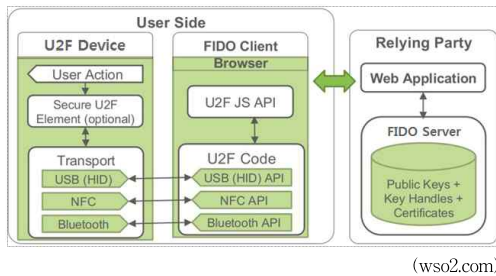 User Side
U2F Device
User Action
Secure U2F
Element (optional)
Transport
USB (HID)
NFC
Bluetooth
FIDO Client
Browser
U2F JS API
U2F Code
USB (HID) API
NFC API
Bluetooth API
Relying Party
Web Application
FIDO Server
Public Keys +
Key Handles +
Certificates
(wso2.com)